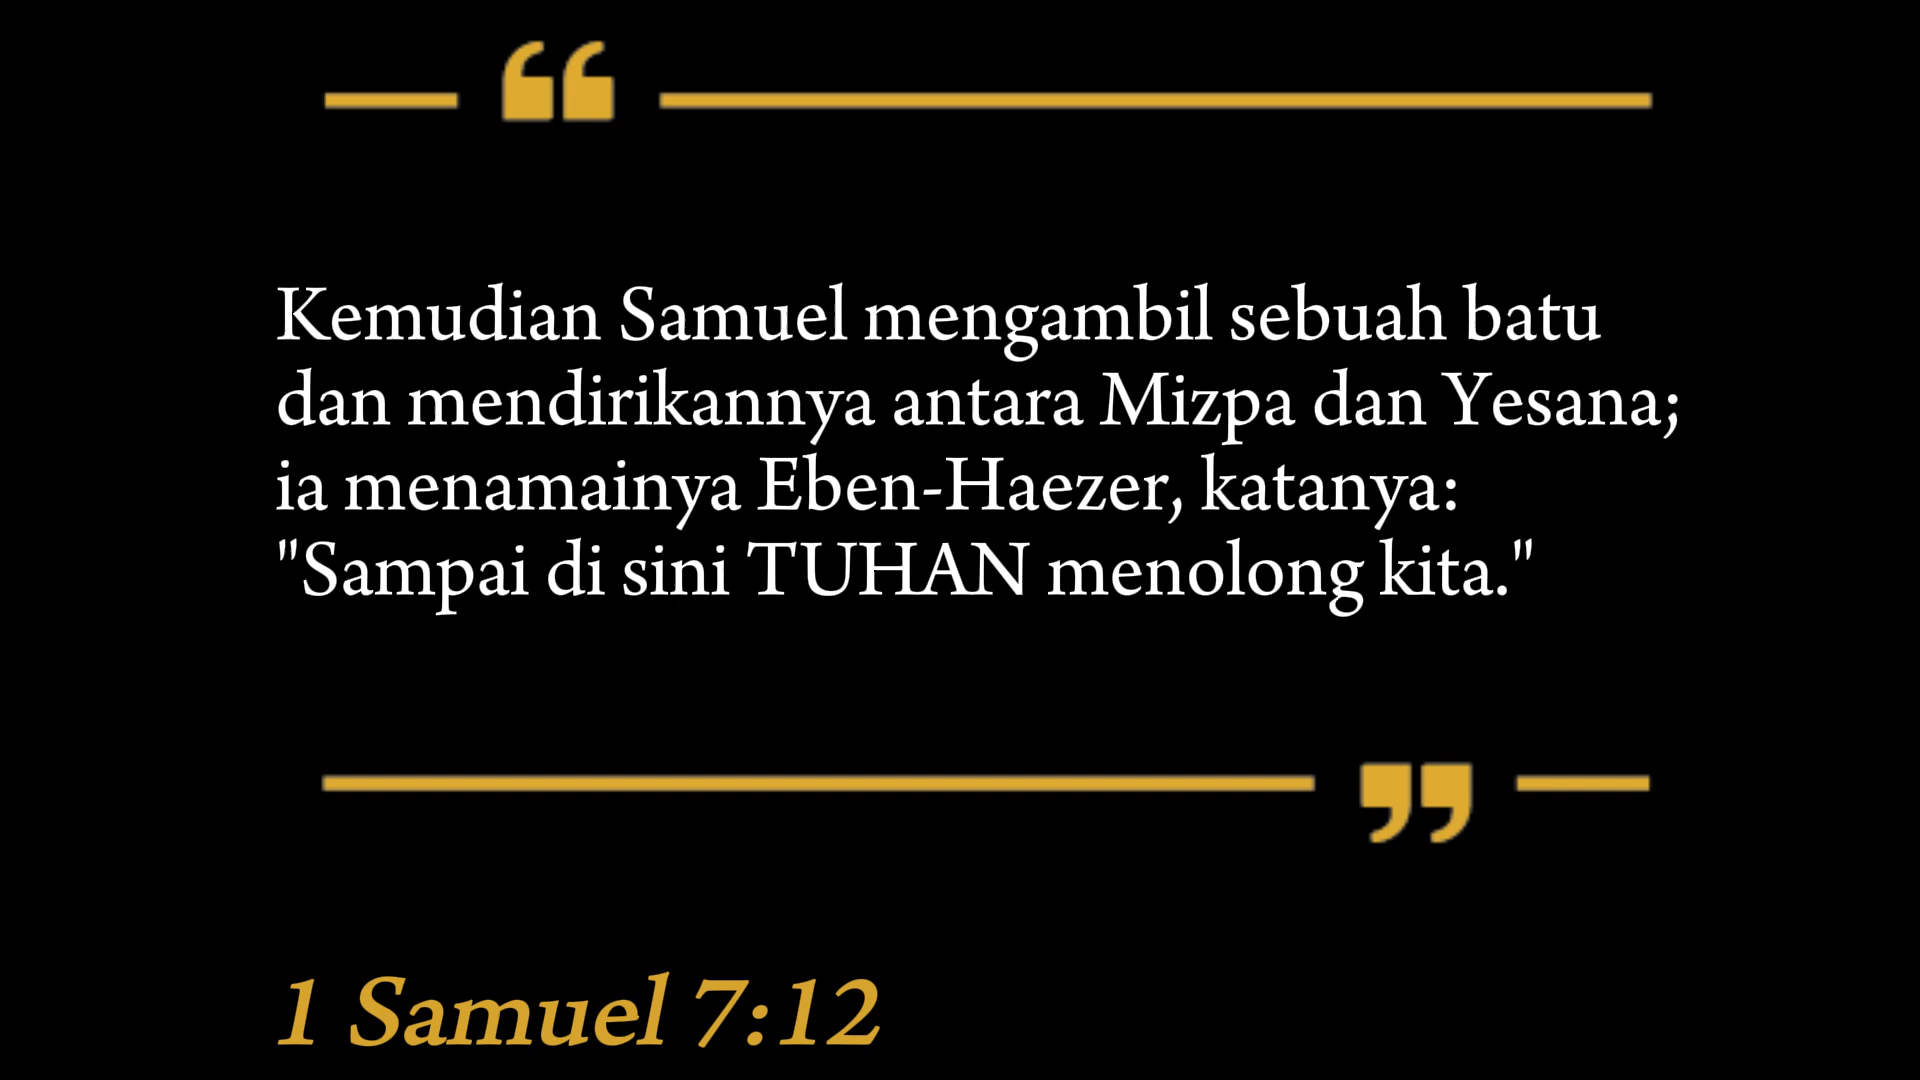 “
Kemudian Samuel mengambil sebuah batu
dan mendirikannya antara Mizpa dan Yesana;
ia menamainya Eben-Haezer, katanya:
"Sampai di sini TUHAN menolong kita."
”
1 Samuel 7:12